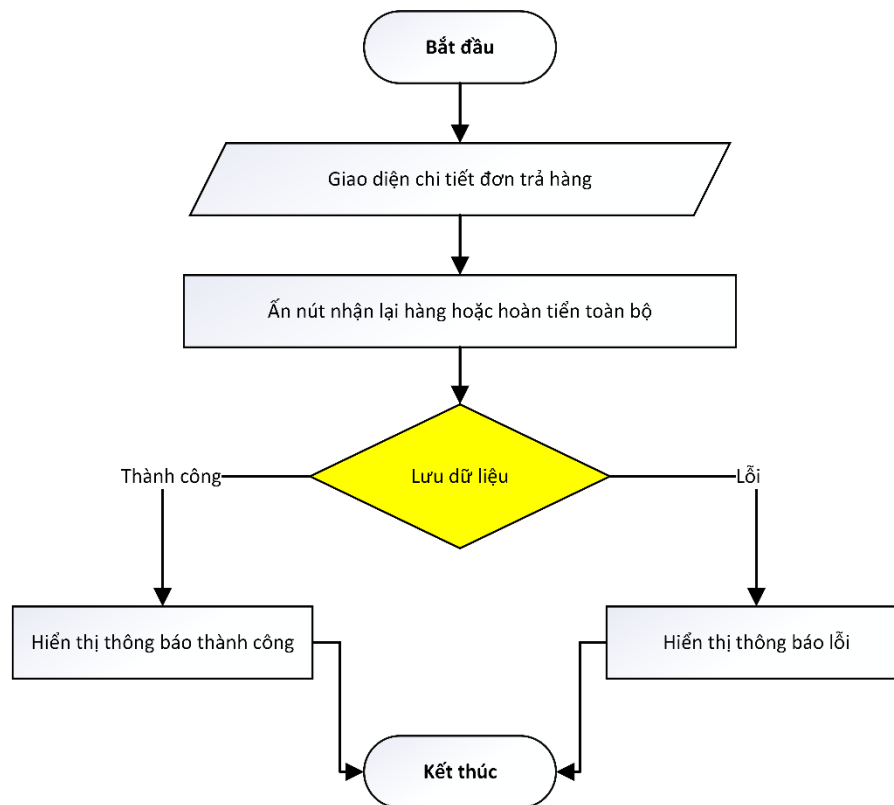 Bắt đầu
Giao diện chi tiết đơn trả hàng
Ấn nút nhận lại hàng hoặc hoàn tiển toàn bộ
Thành công
Lưu dữ liệu
Lỗi
Hiển thị thông báo thành công
Hiển thị thông báo lỗi
Kết thúc